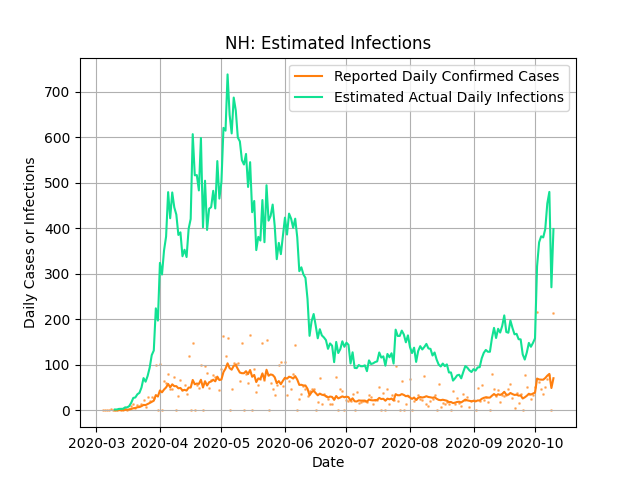 NH: Estimated Infections
Reported Daily Confirmed Cases
Estimated Actual Daily Infections
Daily Cases or Infections
700
600
500
400
300
200
100
0
2020-03 2020-04 2020-05 2020-06 2020-07 2020-08 2020-09 2020-10
Date